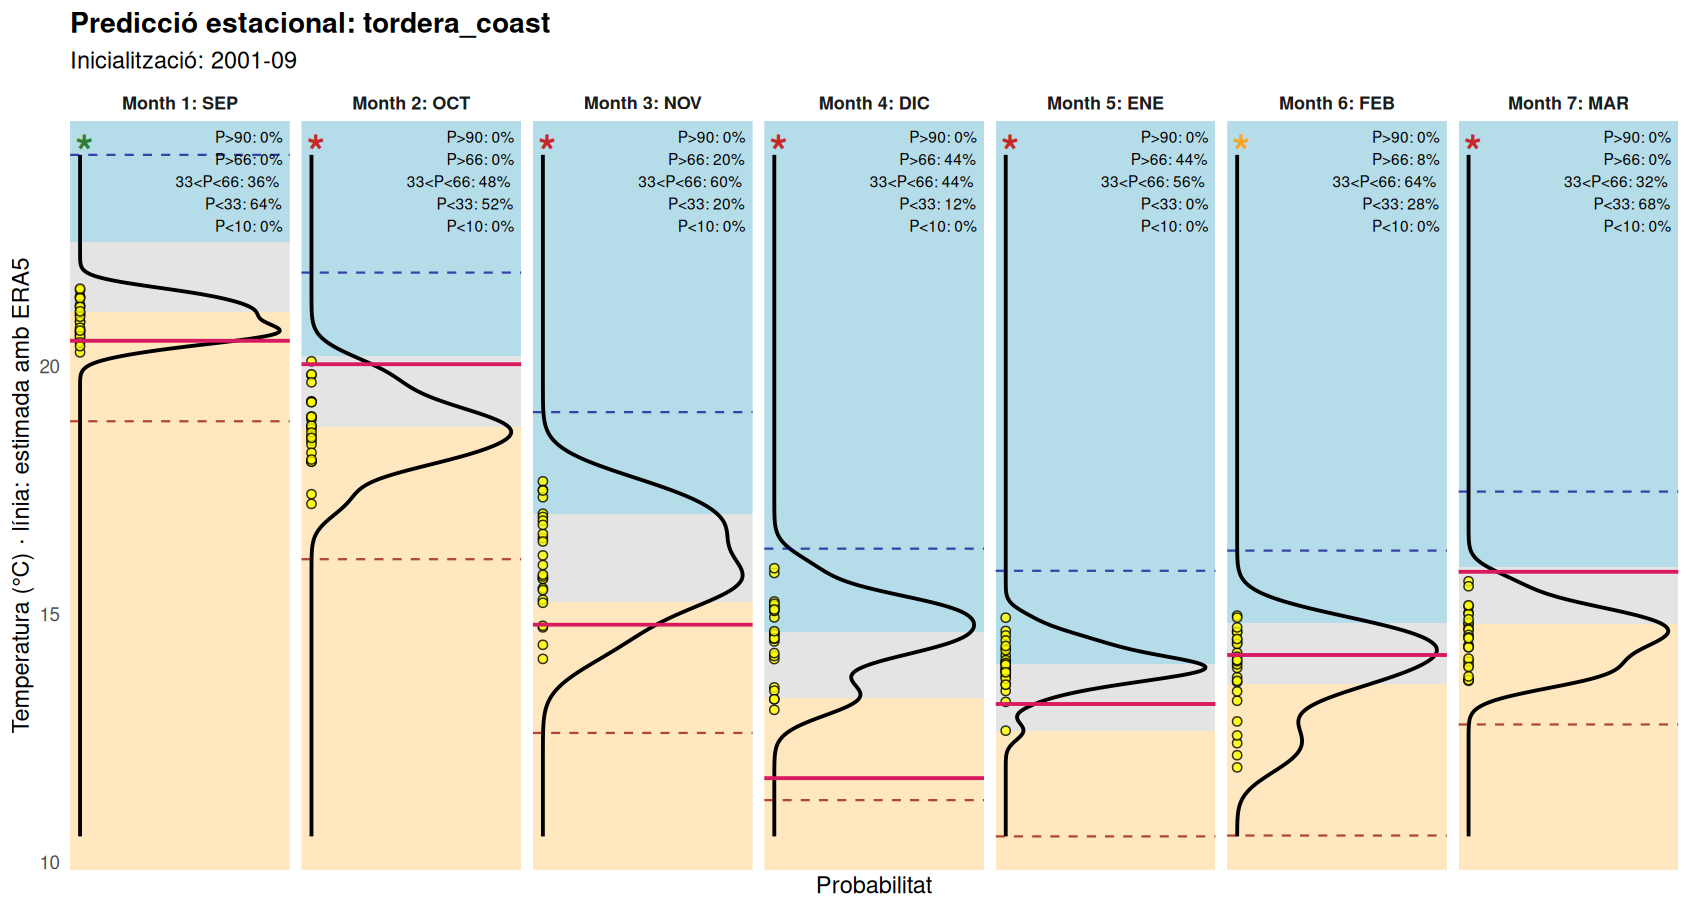 Predicció estacional: tordera_coast
Inicialització: 2001-09
Month 1: SEP
Month 2: OCT
Month 3: NOV
Month 4: DIC
Month 5: ENE
Month 6: FEB
Month 7: MAR
*
P>90: 0%
P>66: 0%
33<P<66: 36%
P<33: 64%
P<10: 0%
*
P>90: 0%
P>66: 0%
33<P<66: 48%
P<33: 52%
P<10: 0%
*
P>90: 0%
P>66: 20%
33<P<66: 60%
P<33: 20%
P<10: 0%
*
P>90: 0%
P>66: 44%
33<P<66: 44%
P<33: 12%
P<10: 0%
*
P>90: 0%
P>66: 44%
33<P<66: 56%
P<33: 0%
P<10: 0%
*
P>90: 0%
P>66: 8%
33<P<66: 64%
P<33: 28%
P<10: 0%
*
P>90: 0%
P>66: 0%
33<P<66: 32%
P<33: 68%
P<10: 0%
Temperatura (°C) · línia: estimada amb ERA5
20
15
10
Probabilitat